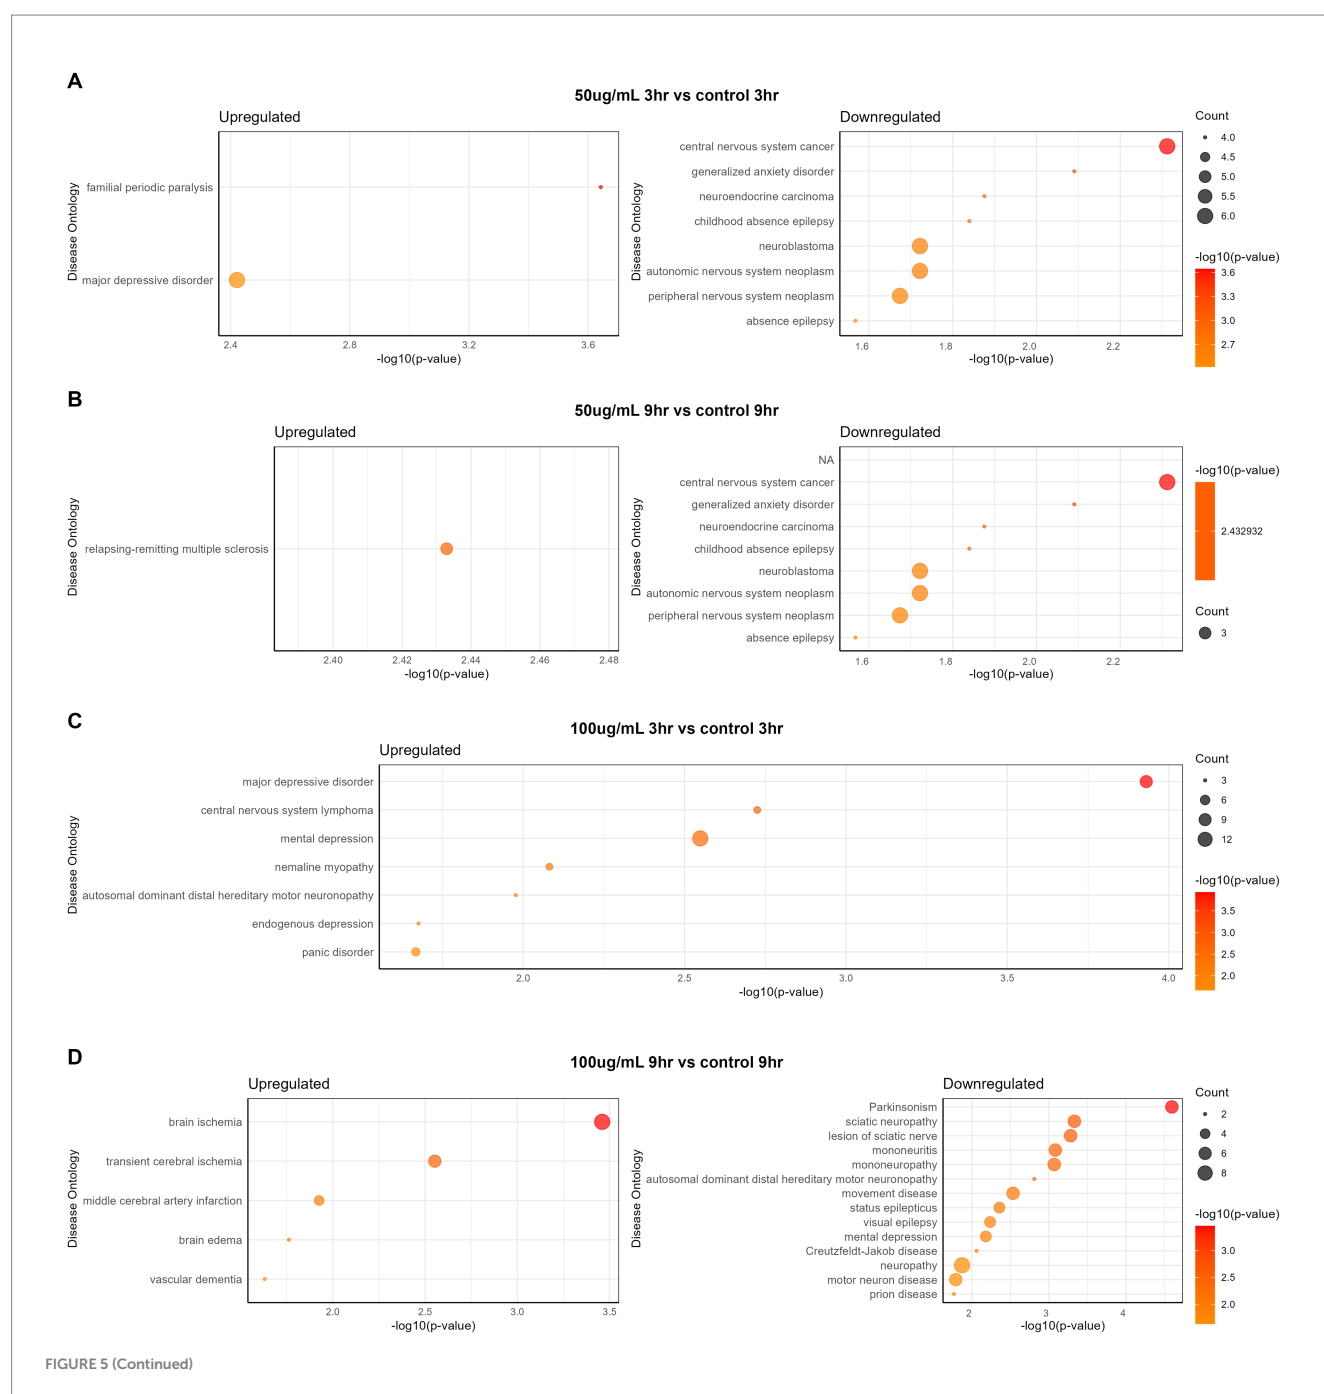 A
50ug/mL 3hr vs control 3hr
Upregulated
Disease Ontology
familial periodic paralysis
major depressive disorder
2.4 2.8 3.2 3.6
-log10(p-value)
Downregulated
Disease Ontology
central nervous system cancer
generalized anxiety disorder
neuroendocrine carcinoma
childhood absence epilepsy
neuroblastoma
autonomic nervous system neoplasm
peripheral nervous system neoplasm
absence epilepsy
1.6 1.8 2.0 2.2
-log10(p-value)
Count
4.0
4.5
5.0
5.5
6.0
-log10(p-value)
3.6
3.3
3.0
2.7
B
50ug/mL 9hr vs control 9hr
Upregulated
Disease Ontology
relapsing-remitting multiple sclerosis
2.40 2.42 2.44 2.46 2.48
-log10(p-value)
Downregulated
Disease Ontology
NA
central nervous system cancer
generalized anxiety disorder
neuroendocrine carcinoma
childhood absence epilepsy
neuroblastoma
autonomic nervous system neoplasm
peripheral nervous system neoplasm
absence epilepsy
1.6 1.8 2.0 2.2
-log10(p-value)
-log10(p-value)
2.432932
Count
3
C
100ug/mL 3hr vs control 3hr
Upregulated
Disease Ontology
major depressive disorder
central nervous system lymphoma
mental depression
nemaline myopathy
autosomal dominant distal hereditary motor neuronopathy
endogenous depression
panic disorder
2.0 2.5 3.0 3.5 4.0
-log10(p-value)
Count
3
6
9
12
-log10(p-value)
3.5
3.0
2.5
2.0
D
100ug/mL 9hr vs control 9hr
Upregulated
Disease Ontology
brain ischemia
transient cerebral ischemia
middle cerebral artery infarction
brain edema
vascular dementia
2.0 2.5 3.0 3.5
-log10(p-value)
Downregulated
Disease Ontology
Parkinsonism
sciatic neuropathy
lesion of sciatic nerve
mononeuritis
mononeuropathy
autosomal dominant distal hereditary motor neuronopathy
movement disease
status epilepticus
visual epilepsy
mental depression
Creutzfeldt-Jakob disease
neuropathy
motor neuron disease
prion disease
2 3 4
-log10(p-value)
Count
2
4
6
8
-log10(p-value)
3.0
2.5
2.0
FIGURE 5 (Continued)